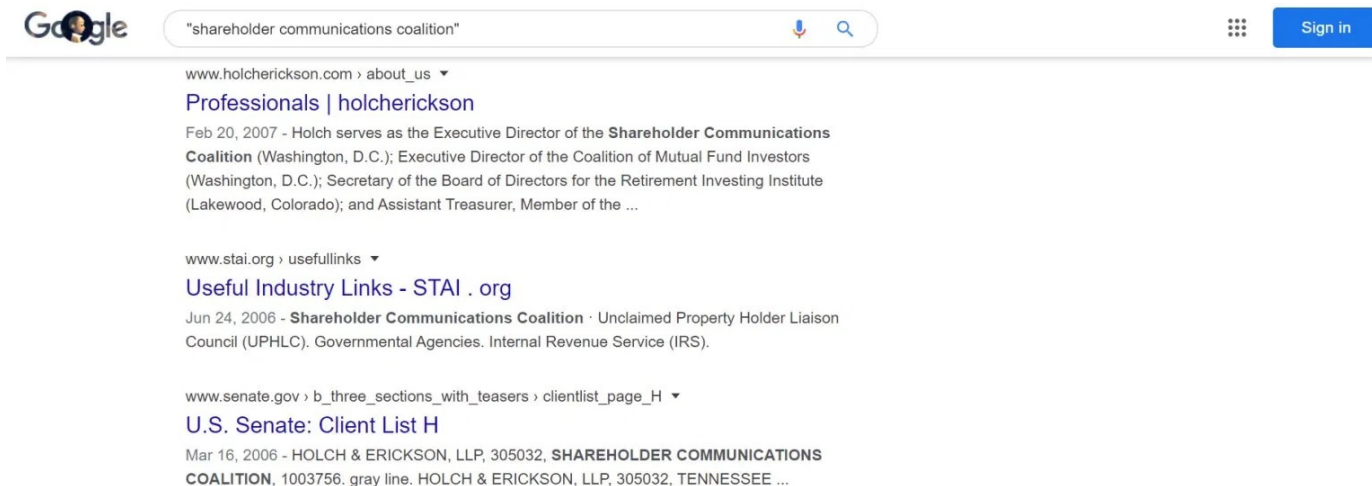 Google
"shareholder communications coalition"
Sign in
www.holcherickson.com › about_us
Professionals | holcherickson
Feb 20, 2007 - Holch serves as the Executive Director of the Shareholder Communications
Coalition (Washington, D.C.); Executive Director of the Coalition of Mutual Fund Investors
(Washington, D.C.); Secretary of the Board of Directors for the Retirement Investing Institute
(Lakewood, Colorado); and Assistant Treasurer, Member of the ...
www.stai.org › usefullinks
Useful Industry Links - STAI . org
Jun 24, 2006 - Shareholder Communications Coalition · Unclaimed Property Holder Liaison
Council (UPHLC). Governmental Agencies. Internal Revenue Service (IRS).
www.senate.gov › b_three_sections_with_teasers › clientlist_page_H
U.S. Senate: Client List H
Mar 16, 2006 - HOLCH & ERICKSON, LLP, 305032, SHAREHOLDER COMMUNICATIONS
COALITION, 1003756. gray line. HOLCH & ERICKSON, LLP, 305032, TENNESSEE ...